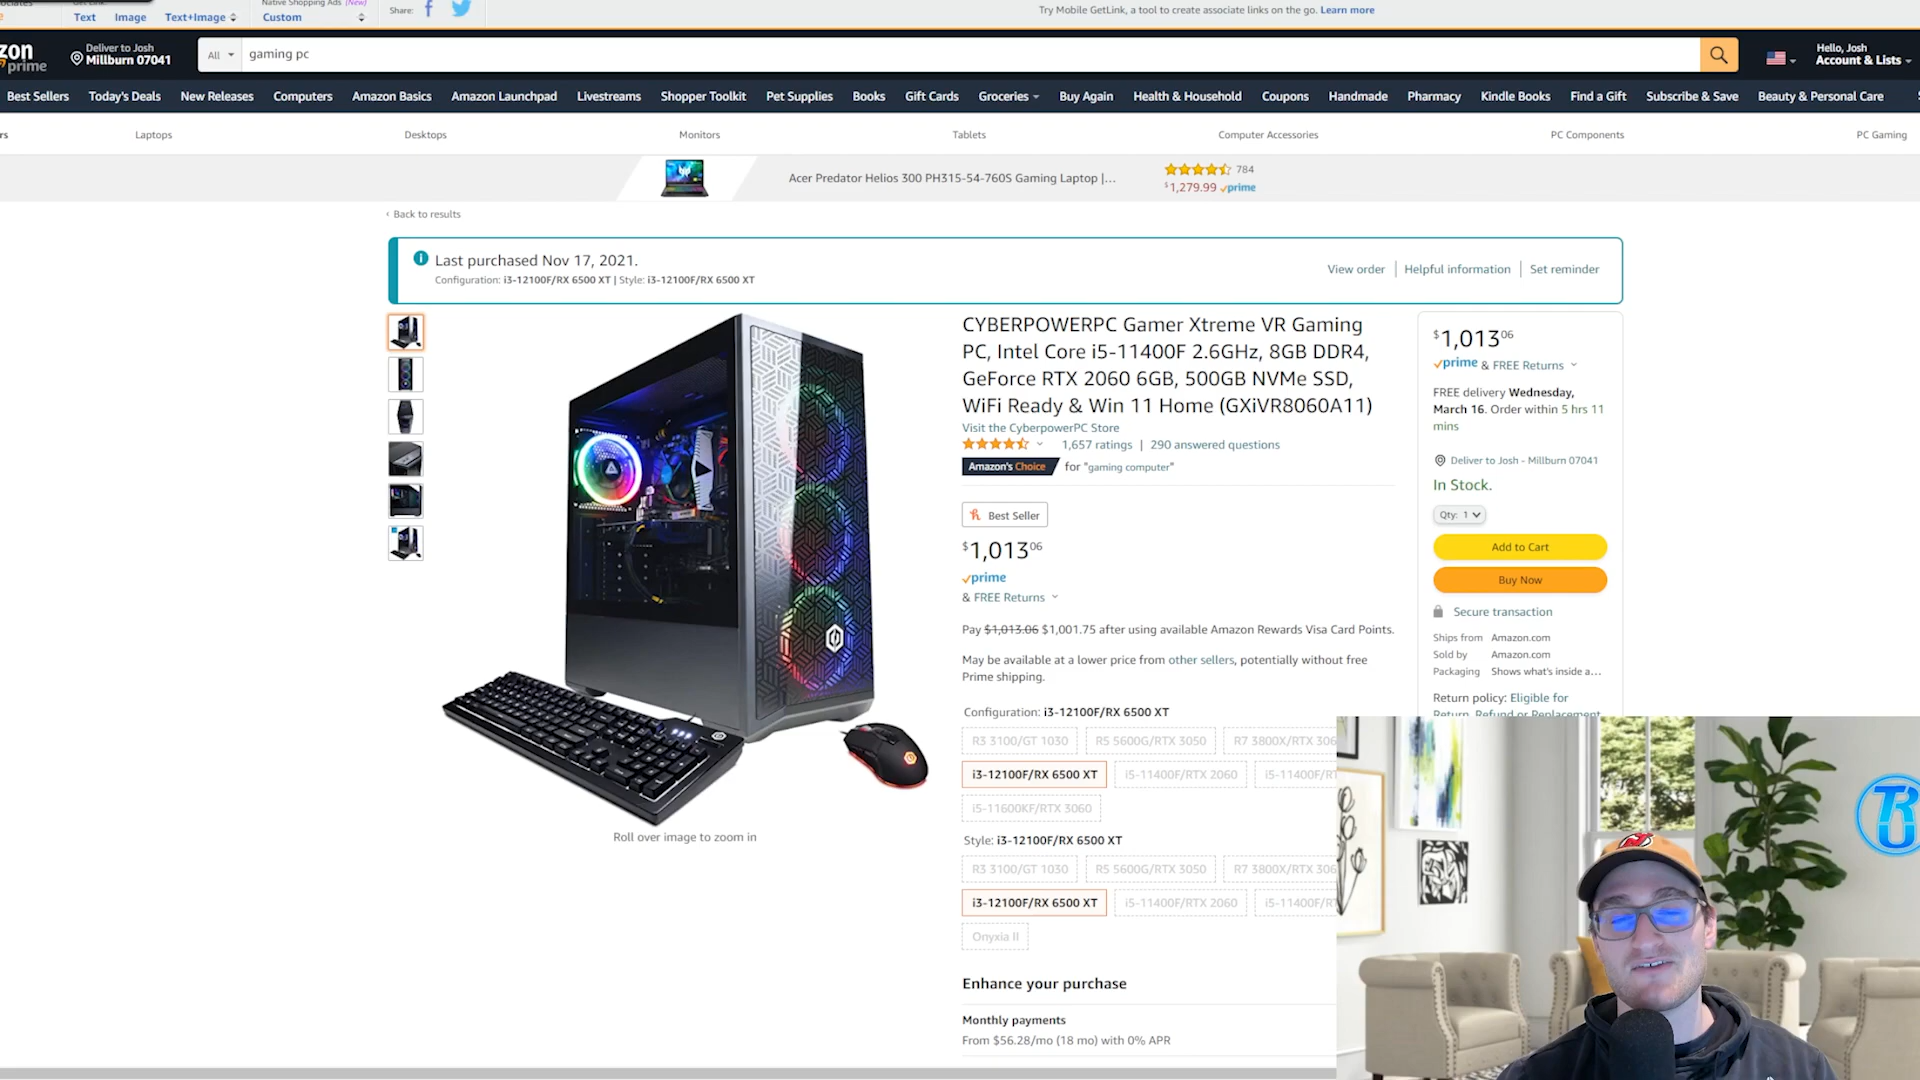 Text
Image
Text+Image
Native Shopping Ads (New)
Custom
Share:
Try Mobile GetLink, a tool to create associate links on the go. Learn more
prime
Deliver to Josh
Millburn 07041
All
gaming pc
Hello, Josh
Account & Lists
Best Sellers
Today's Deals
New Releases
Computers
Amazon Basics
Amazon Launchpad
Livestreams
Shopper Toolkit
Pet Supplies
Books
Gift Cards
Groceries
Buy Again
Health & Household
Coupons
Handmade
Pharmacy
Kindle Books
Find a Gift
Subscribe & Save
Beauty & Personal Care
Laptops
Desktops
Monitors
Tablets
Computer Accessories
PC Components
PC Gaming
Acer Predator Helios 300 PH315-54-760S Gaming Laptop |...
784
$1,279.99 prime
‹ Back to results
Last purchased Nov 17, 2021.
Configuration: i3-12100F/RX 6500 XT | Style: i3-12100F/RX 6500 XT
View order
Helpful information
Set reminder
CYBERPOWERPC Gamer Xtreme VR Gaming
PC, Intel Core i5-11400F 2.6GHz, 8GB DDR4,
GeForce RTX 2060 6GB, 500GB NVMe SSD,
WiFi Ready & Win 11 Home (GXiVR8060A11)
Visit the CyberpowerPC Store
1,657 ratings | 290 answered questions
Amazon's Choice for "gaming computer"
Best Seller
$1,013.06
prime
& FREE Returns
Pay $1,013.06 $1,001.75 after using available Amazon Rewards Visa Card Points.
May be available at a lower price from other sellers, potentially without free
Prime shipping.
Configuration: i3-12100F/RX 6500 XT
R3 3100/GT 1030
R5 5600G/RTX 3050
R7 3800X/RTX 306
i3-12100F/RX 6500 XT
i5-11400F/RTX 2060
i5-11400F/RT
i5-11600KF/RTX 3060
Style: i3-12100F/RX 6500 XT
R3 3100/GT 1030
R5 5600G/RTX 3050
R7 3800X/RTX 306
i3-12100F/RX 6500 XT
i5-11400F/RTX 2060
i5-11400F/RT
Onyxia II
Enhance your purchase
Monthly payments
From $56.28/mo (18 mo) with 0% APR
Roll over image to zoom in
$1,013.06
prime & FREE Returns
FREE delivery Wednesday,
March 16. Order within 5 hrs 11
mins
Deliver to Josh - Millburn 07041
In Stock.
Qty: 1
Add to Cart
Buy Now
Secure transaction
Ships from Amazon.com
Sold by Amazon.com
Packaging Shows what's inside a...
Return policy: Eligible for
Return, Refund or Replacement